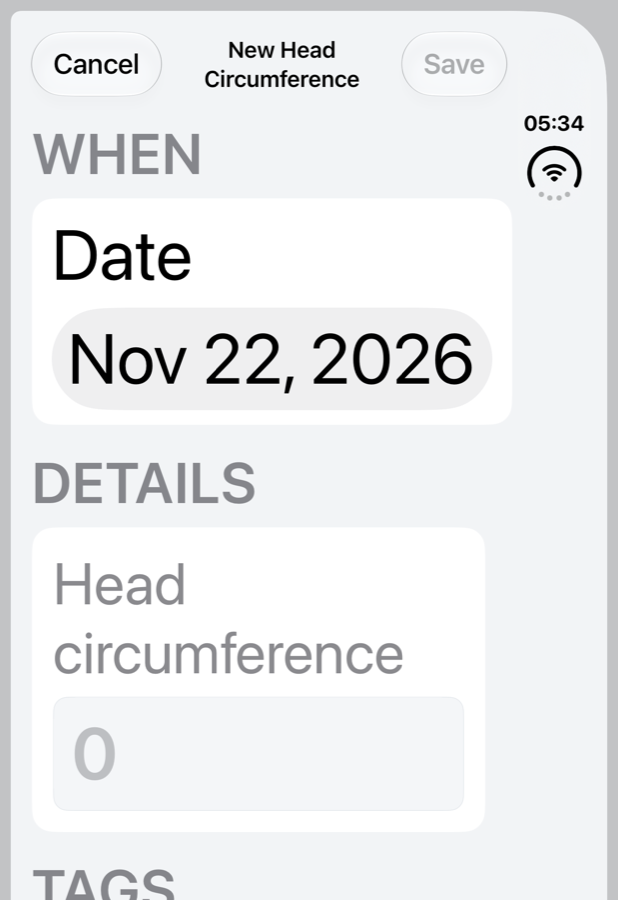 Cancel
New Head
Circumference
Save
05:34
WHEN
Date
Nov 22, 2026
DETAILS
Head
circumference
0
TAGS